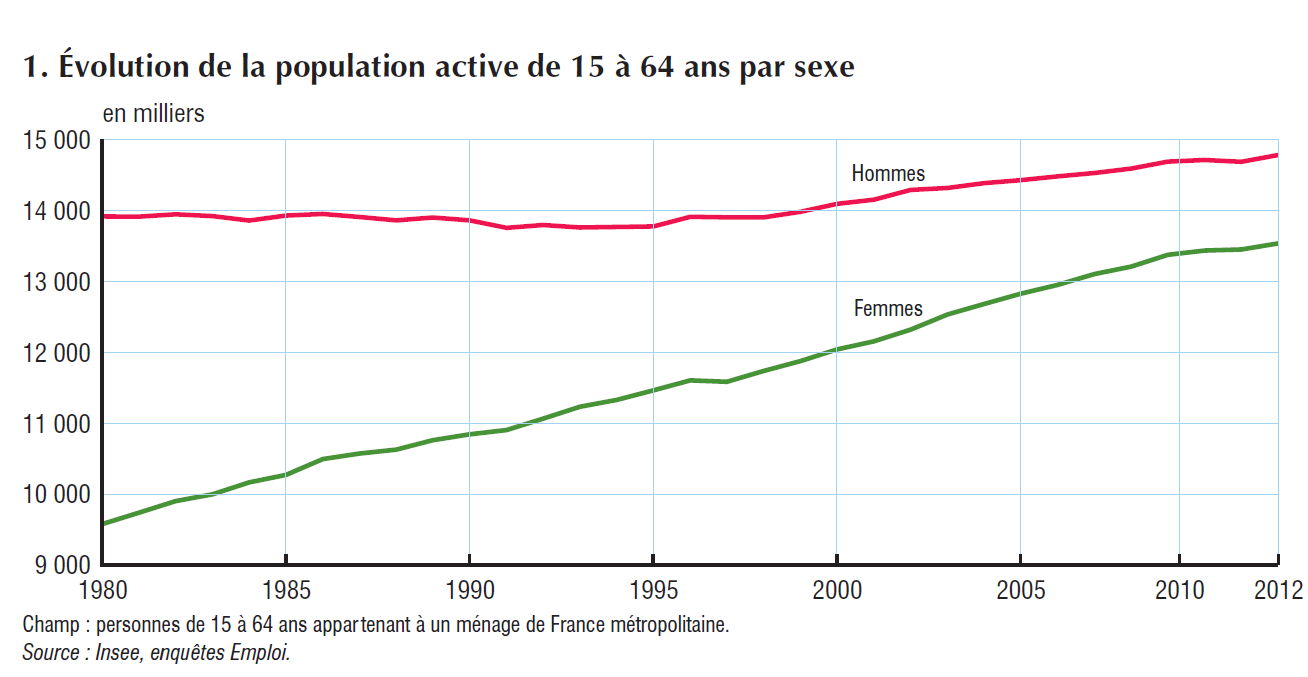 1. Évolution de la population active de 15 à 64 ans par sexe
en milliers
15 000
14 000
13 000
12 000
11 000
10 000
9 000
Hommes
Femmes
1980 1985 1990 1995 2000 2005 2010 2012
Champ : personnes de 15 à 64 ans appartenant à un ménage de France métropolitaine.
Source : Insee, enquêtes Emploi.